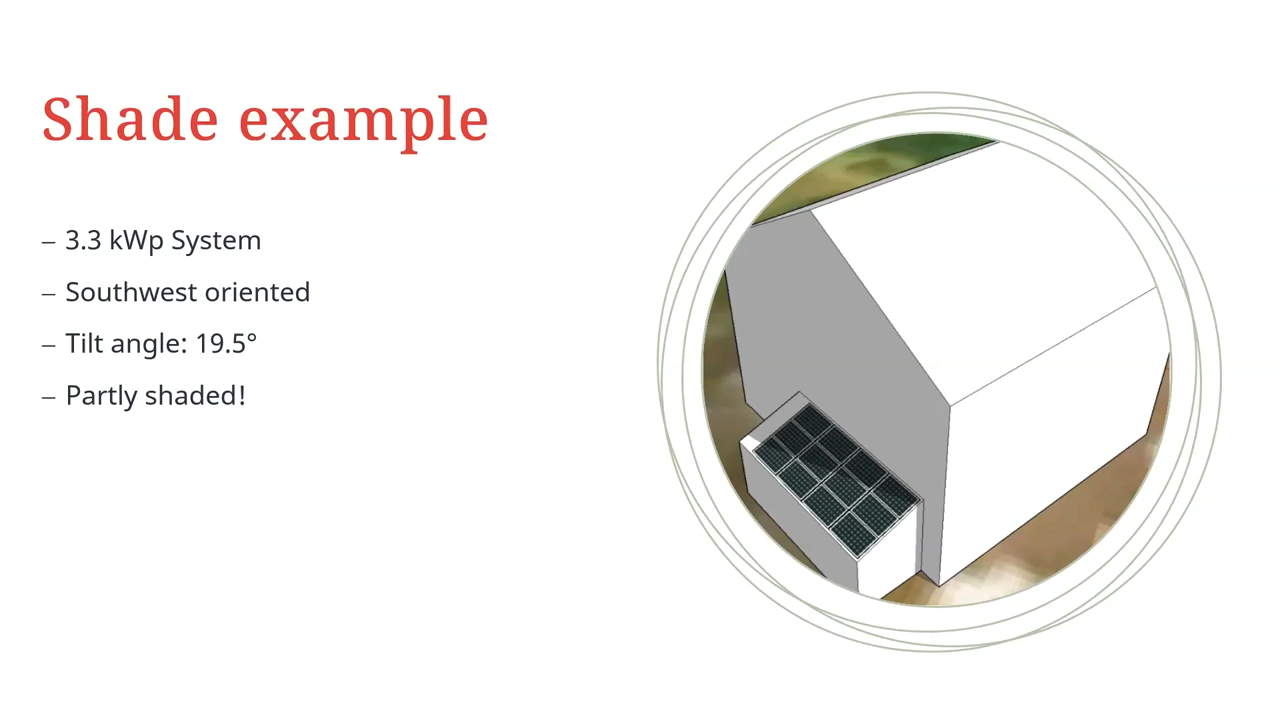 Shade example
– 3.3 kWp System
– Southwest oriented
– Tilt angle: 19.5°
– Partly shaded!